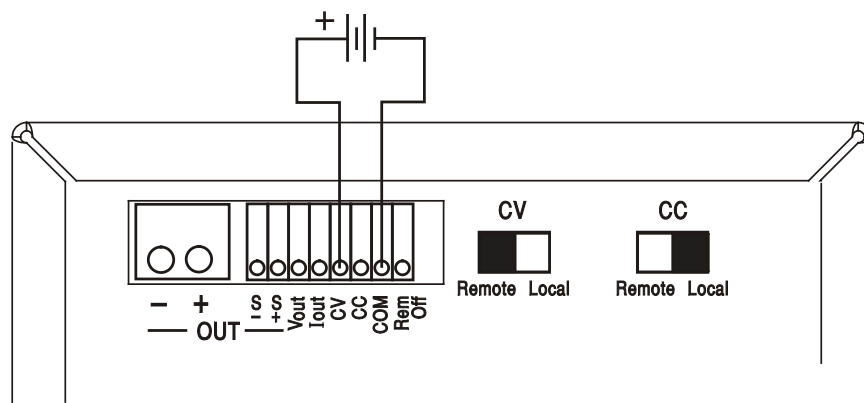 +
CV CC
Remote Local Remote Local
- +
OUT
S - S + Vout Iout CV CC COM Rem Off